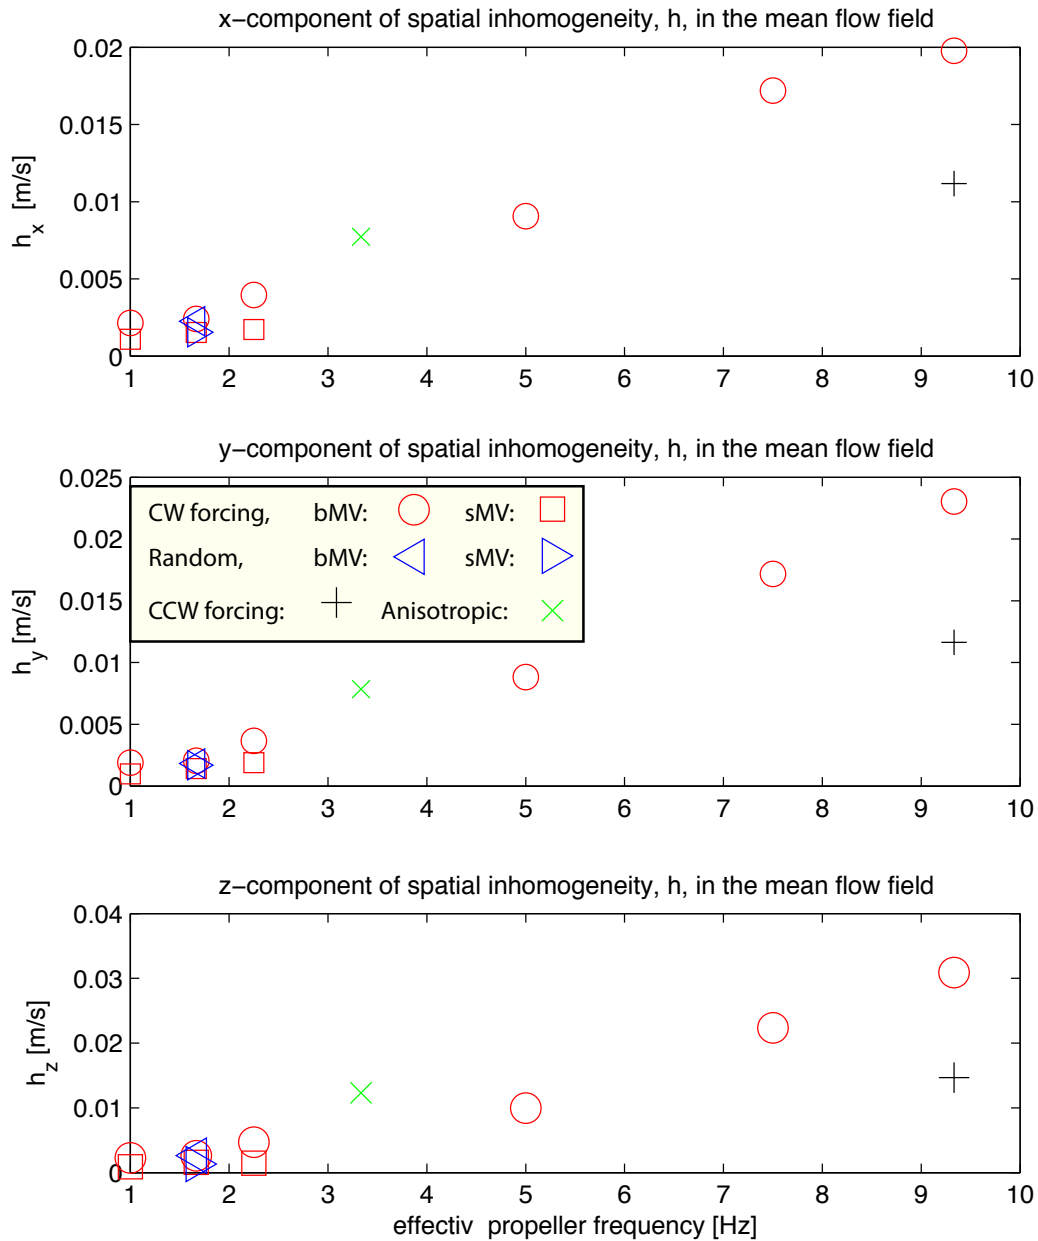 x−component of spatial inhomogeneity, h, in the mean flow field
0.02
0.015
0.01
0.005
0
h_x [m/s]
1 2 3 4 5 6 7 8 9 10
y−component of spatial inhomogeneity, h, in the mean flow field
0.025
0.02
0.015
0.01
0.005
0
h_y [m/s]
CW forcing, bMV: sMV:
Random, bMV: sMV:
CCW forcing: Anisotropic:
1 2 3 4 5 6 7 8 9 10
z−component of spatial inhomogeneity, h, in the mean flow field
0.04
0.03
0.02
0.01
0
h_z [m/s]
1 2 3 4 5 6 7 8 9 10
effectiv propeller frequency [Hz]